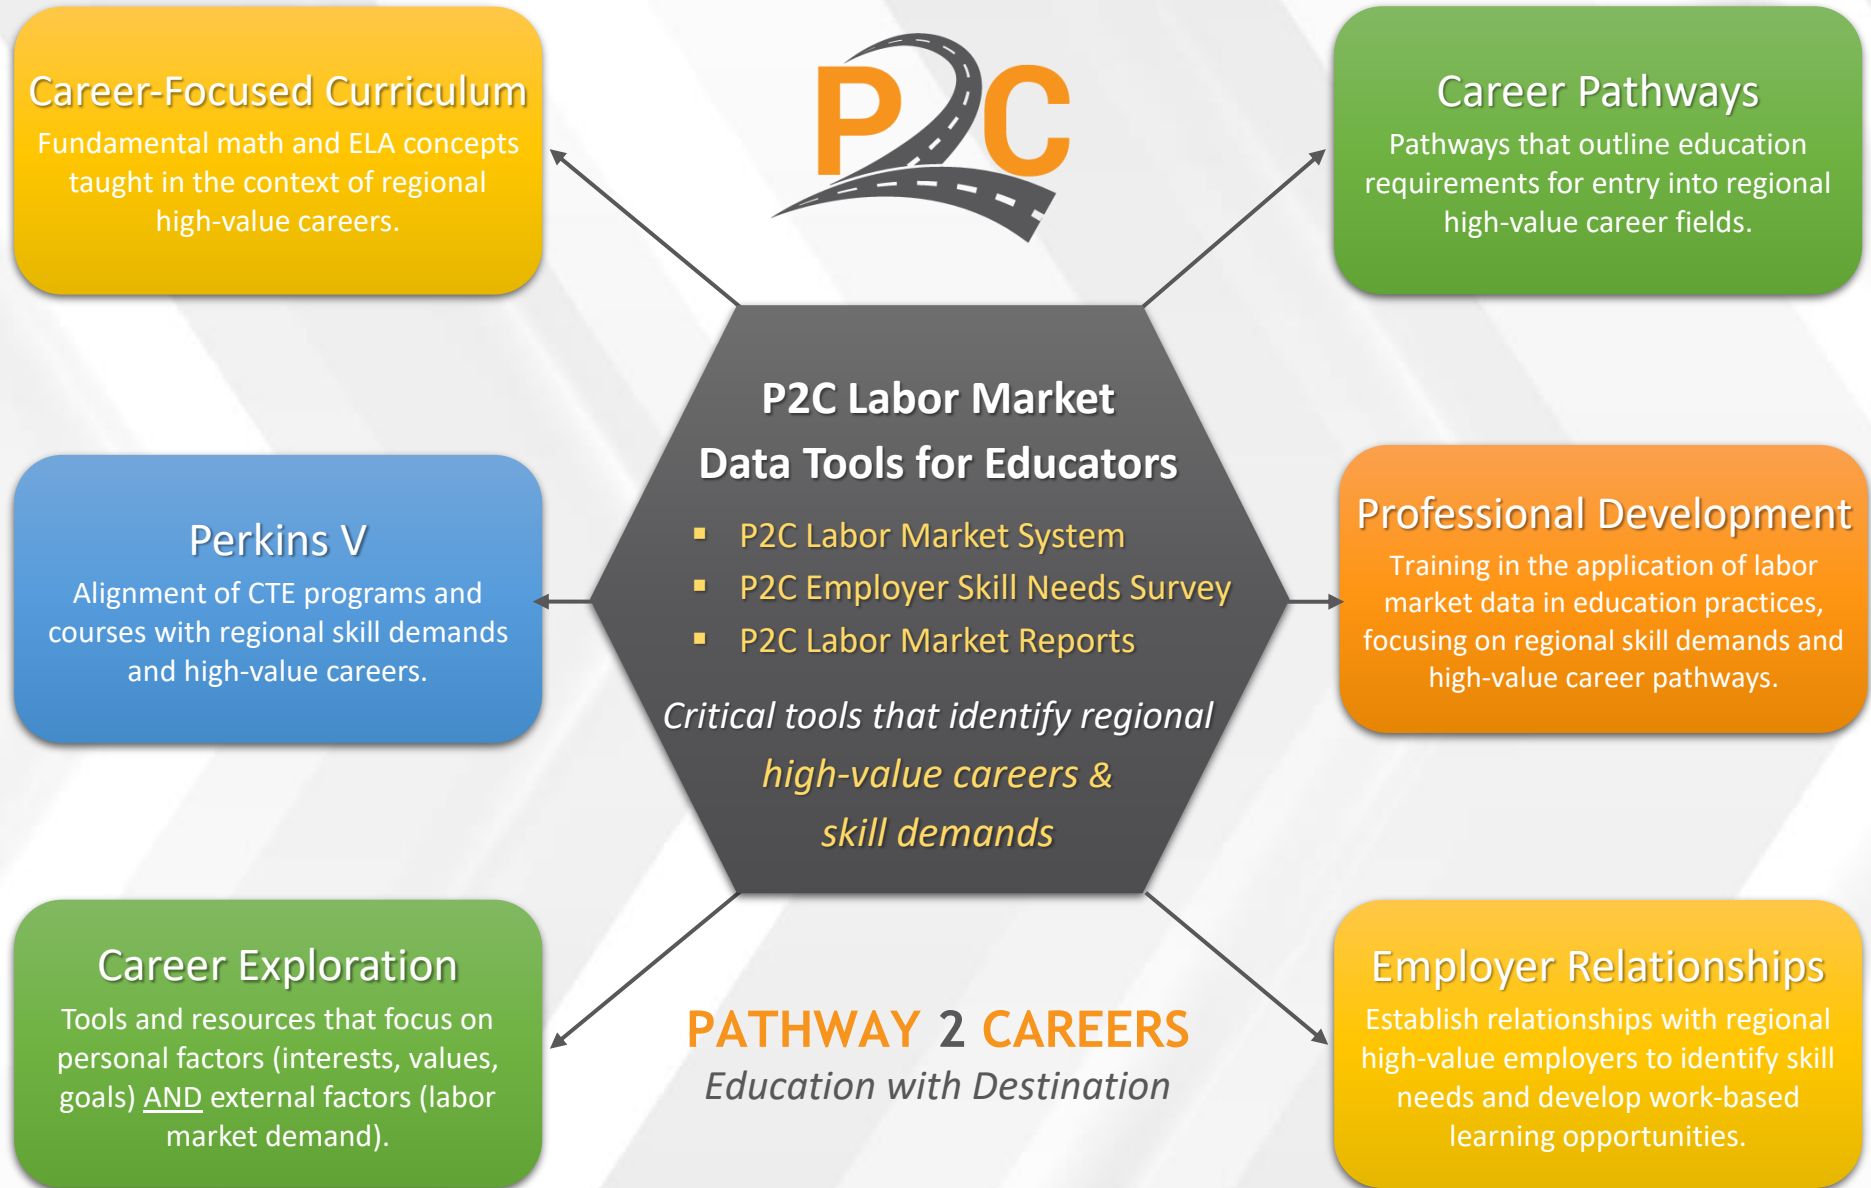 Career-Focused Curriculum
Fundamental math and ELA concepts
taught in the context of regional
high-value careers.
P2C
Career Pathways
Pathways that outline education
requirements for entry into regional
high-value career fields.
Perkins V
Alignment of CTE programs and
courses with regional skill demands
and high-value careers.
P2C Labor Market
Data Tools for Educators
▪ P2C Labor Market System
▪ P2C Employer Skill Needs Survey
▪ P2C Labor Market Reports
Critical tools that identify regional
high-value careers &
skill demands
Professional Development
Training in the application of labor
market data in education practices,
focusing on regional skill demands and
high-value career pathways.
Career Exploration
Tools and resources that focus on
personal factors (interests, values,
goals) AND external factors (labor
market demand).
PATHWAY 2 CAREERS
Education with Destination
Employer Relationships
Establish relationships with regional
high-value employers to identify skill
needs and develop work-based
learning opportunities.